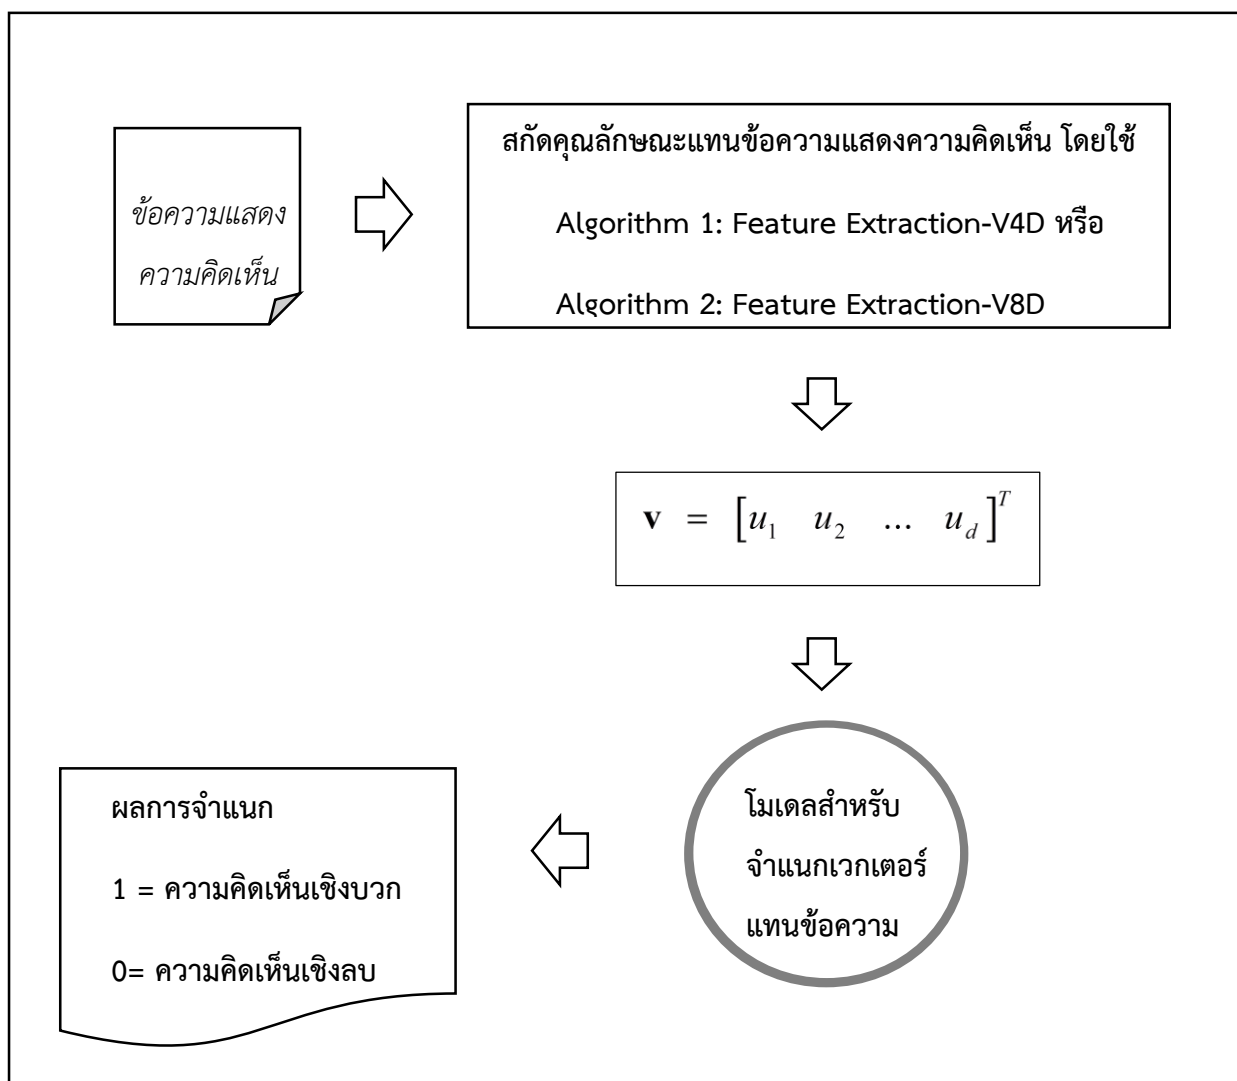 ข้อความแสดง
ความคิดเห็น
สกัดคุณลักษณะแทนข้อความแสดงความคิดเห็น โดยใช้
Algorithm 1: Feature Extraction-V4D หรือ
Algorithm 2: Feature Extraction-V8D
v = [u₁ u₂ ... u_d]ᵀ
โมเดลสำหรับ
จำแนกเวกเตอร์
แทนข้อความ
ผลการจำแนก
1 = ความคิดเห็นเชิงบวก
0= ความคิดเห็นเชิงลบ